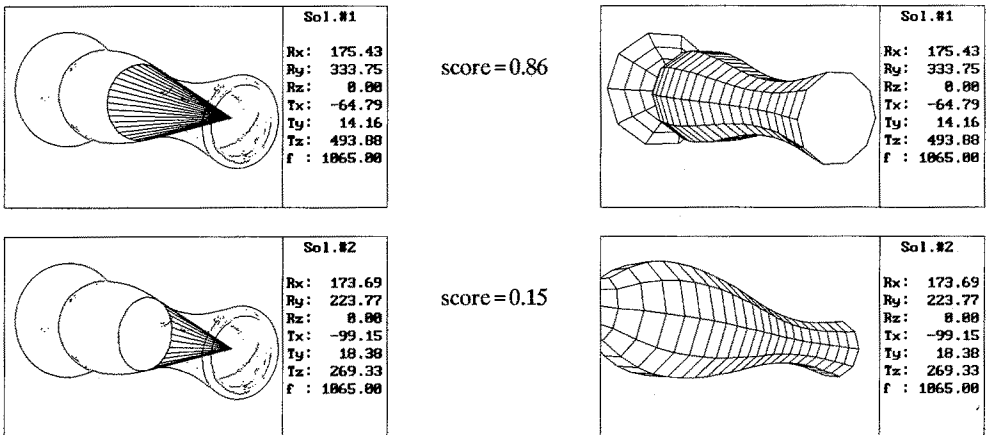 Sol.#1
Rx: 175.43
Ry: 333.75
Rz: 0.00
Tx: -64.79
Ty: 14.16
Tz: 493.88
f : 1065.00
score=0.86
Sol.#1
Rx: 175.43
Ry: 333.75
Rz: 0.00
Tx: -64.79
Ty: 14.16
Tz: 493.88
f : 1065.00
Sol.#2
Rx: 173.69
Ry: 223.77
Rz: 0.00
Tx: -99.15
Ty: 18.38
Tz: 269.33
f : 1065.00
score=0.15
Sol.#2
Rx: 173.69
Ry: 223.77
Rz: 0.00
Tx: -99.15
Ty: 18.38
Tz: 269.33
f : 1065.00